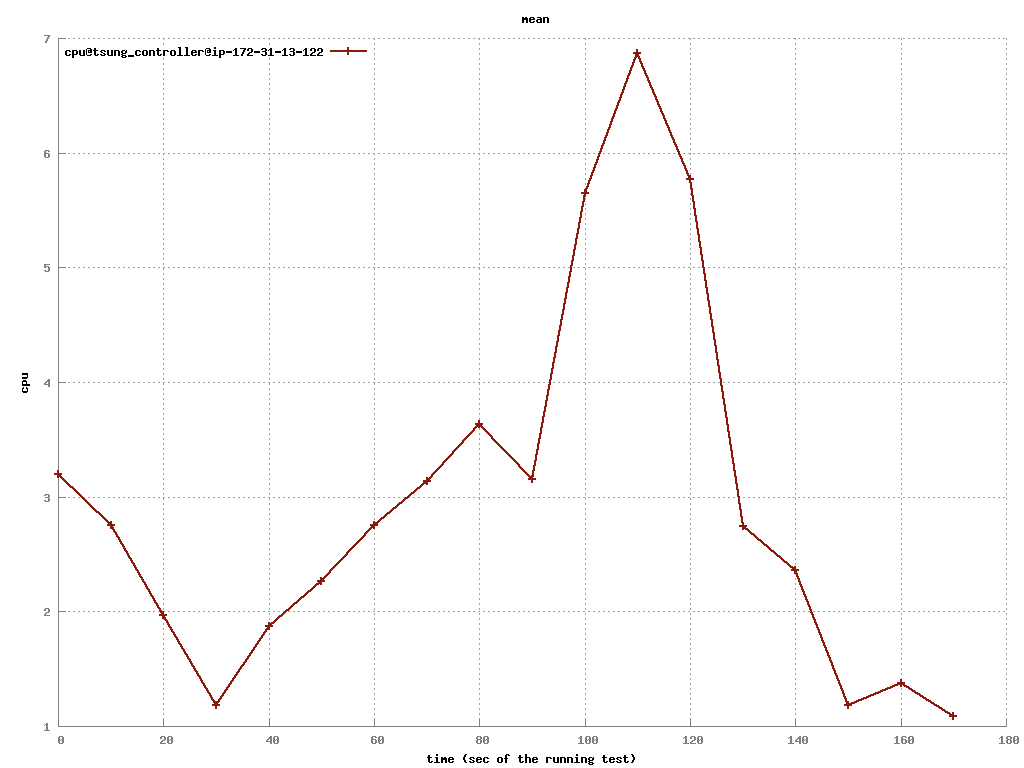 mean
7
cpu@tsung_controller@ip-172-31-13-122
6
5
cpu
4
3
2
1
0 20 40 60 80 100 120 140 160 180
time (sec of the running test)